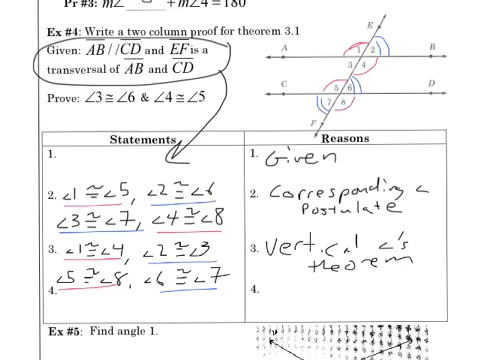 Pr #3: m∠ + m∠4 = 180
Ex #4: Write a two column proof for theorem 3.1
Given: AB // CD and EF is a
transversal of AB and CD
Prove: ∠3 ≅ ∠6 & ∠4 ≅ ∠5
E
A 1 2 B
3 4
C 5 6 D
7 8
F
Statements Reasons
1. 1. Given
2. ∠1 ≅ ∠5, ∠2 ≅ ∠6 2. Corresponding ∠
∠3 ≅ ∠7, ∠4 ≅ ∠8 Postulate
3. ∠1 ≅ ∠4, ∠2 ≅ ∠3 3. Vertical ∠'s
∠5 ≅ ∠8, ∠6 ≅ ∠7 theorem
4. 4.
Ex #5: Find angle 1.